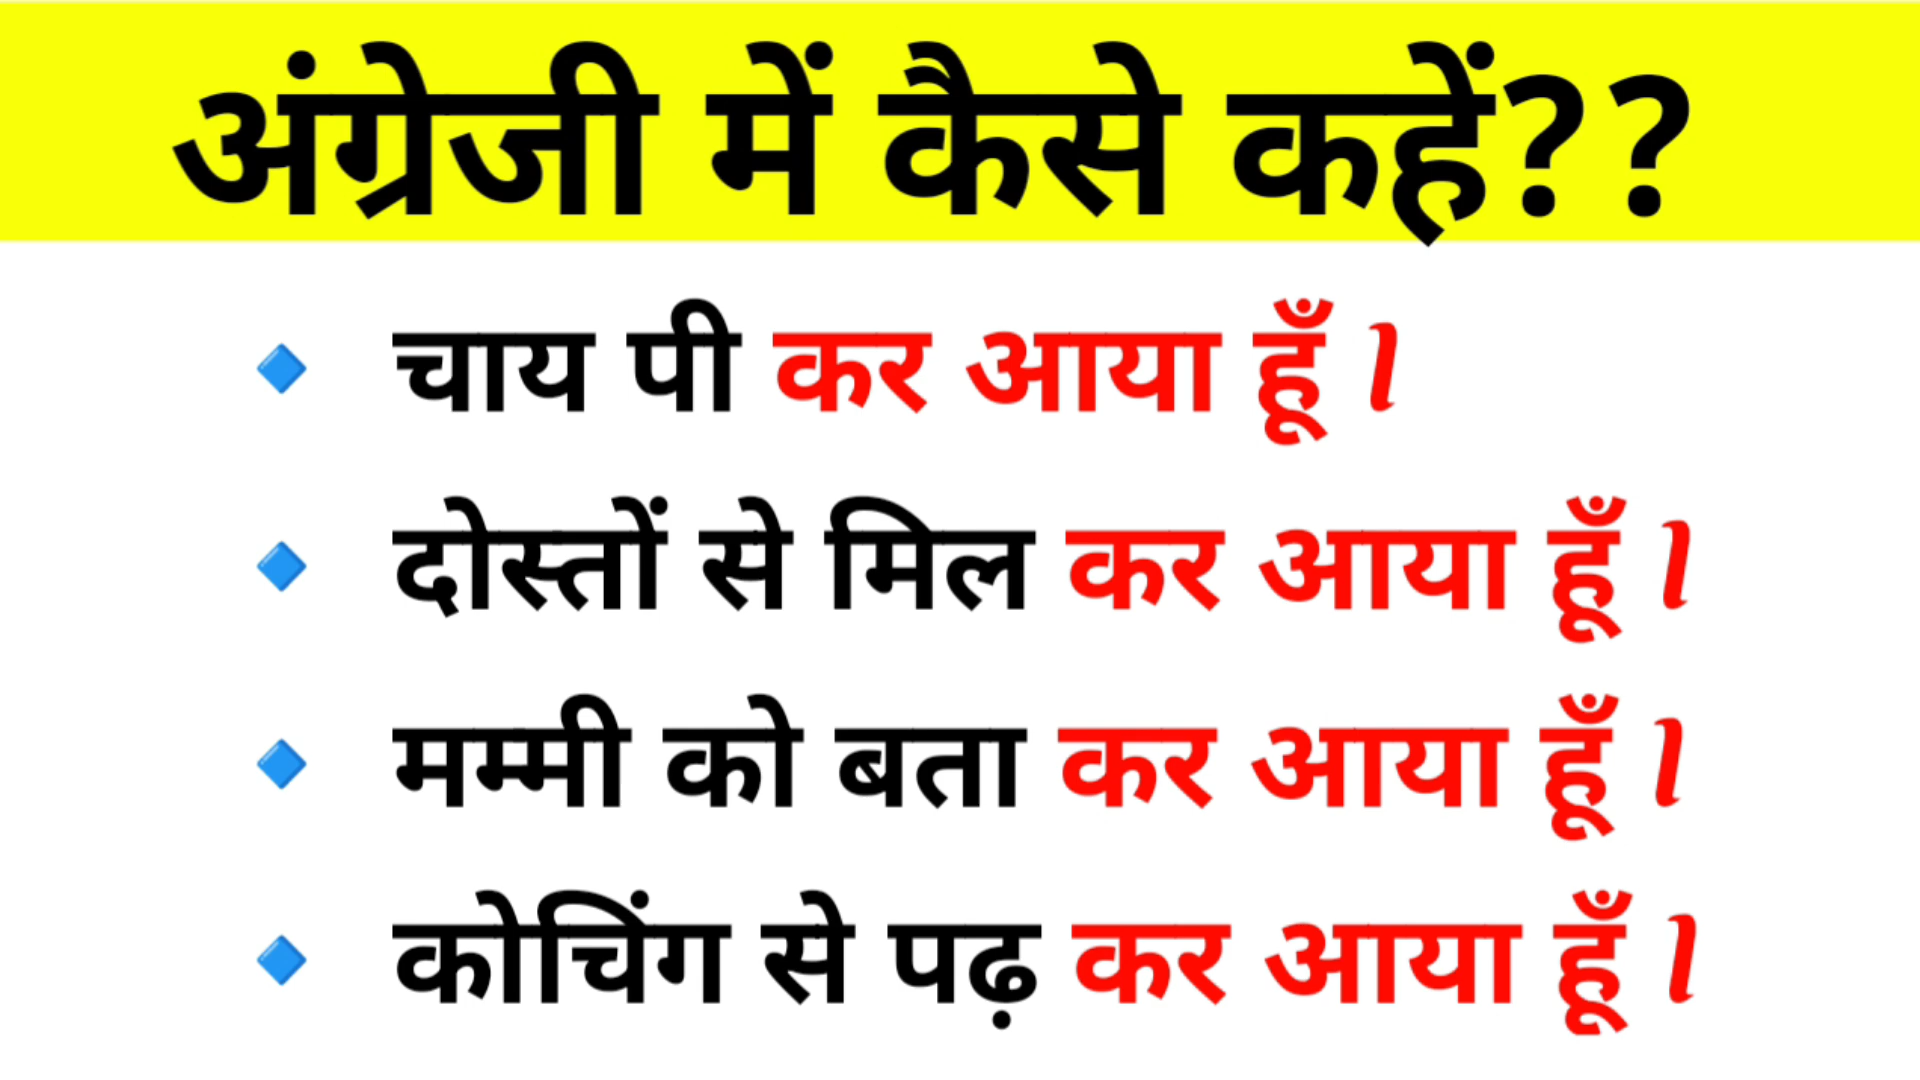 अंग्रेजी में कैसे कहें??
🔹 चाय पी कर आया हूँ l
🔹 दोस्तों से मिल कर आया हूँ l
🔹 मम्मी को बता कर आया हूँ l
🔹 कोचिंग से पढ़ कर आया हूँ l